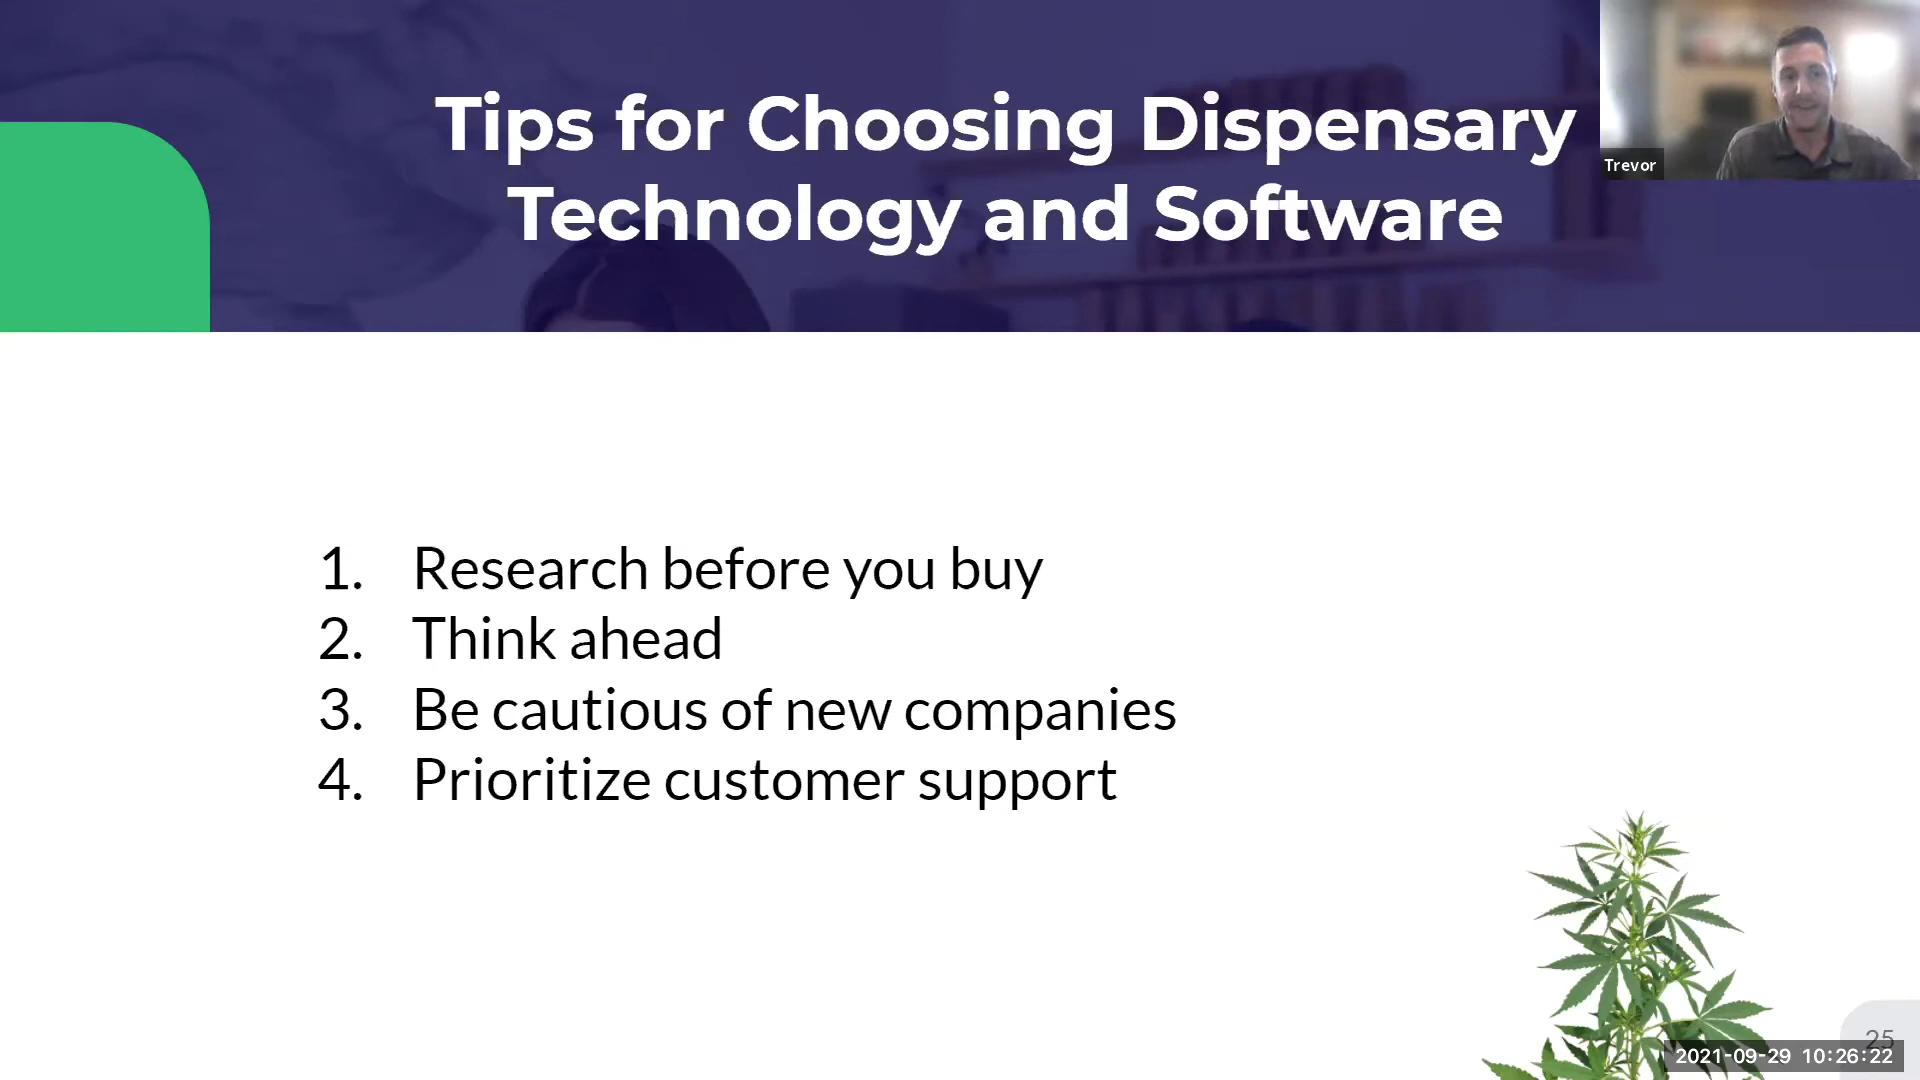 Tips for Choosing Dispensary
Technology and Software
Trevor
1. Research before you buy
2. Think ahead
3. Be cautious of new companies
4. Prioritize customer support
25
2021-09-29 10:26:22